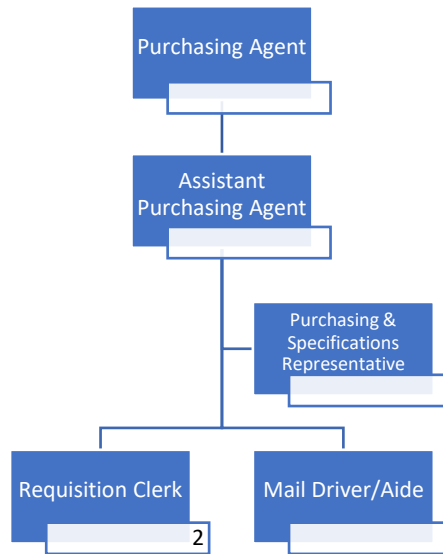 Purchasing Agent
Assistant
Purchasing Agent
Purchasing &
Specifications
Representative
Requisition Clerk
2
Mail Driver/Aide